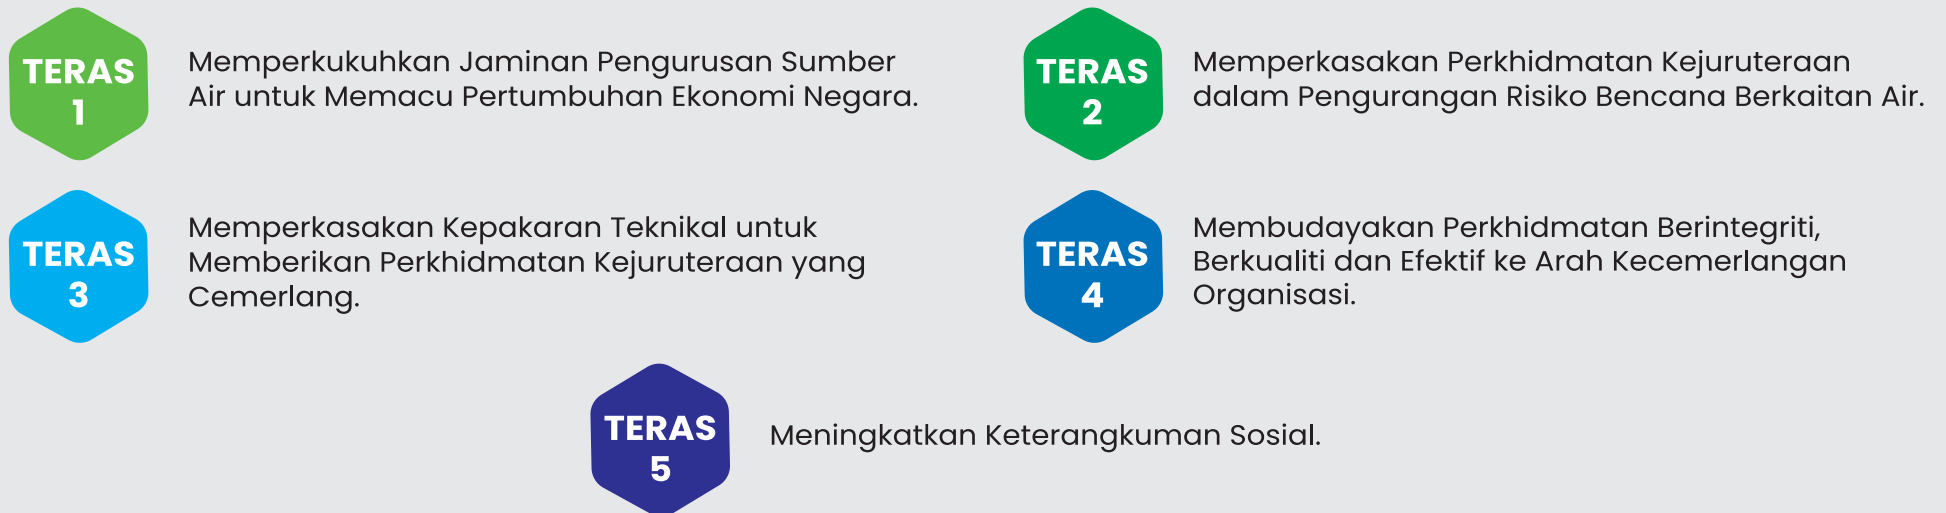 TERAS
1
Memperkukuhkan Jaminan Pengurusan Sumber
Air untuk Memacu Pertumbuhan Ekonomi Negara.
TERAS
2
Memperkasakan Perkhidmatan Kejuruteraan
dalam Pengurangan Risiko Bencana Berkaitan Air.
TERAS
3
Memperkasakan Kepakaran Teknikal untuk
Memberikan Perkhidmatan Kejuruteraan yang
Cemerlang.
TERAS
4
Membudayakan Perkhidmatan Berintegriti,
Berkualiti dan Efektif ke Arah Kecemerlangan
Organisasi.
TERAS
5
Meningkatkan Keterangkuman Sosial.